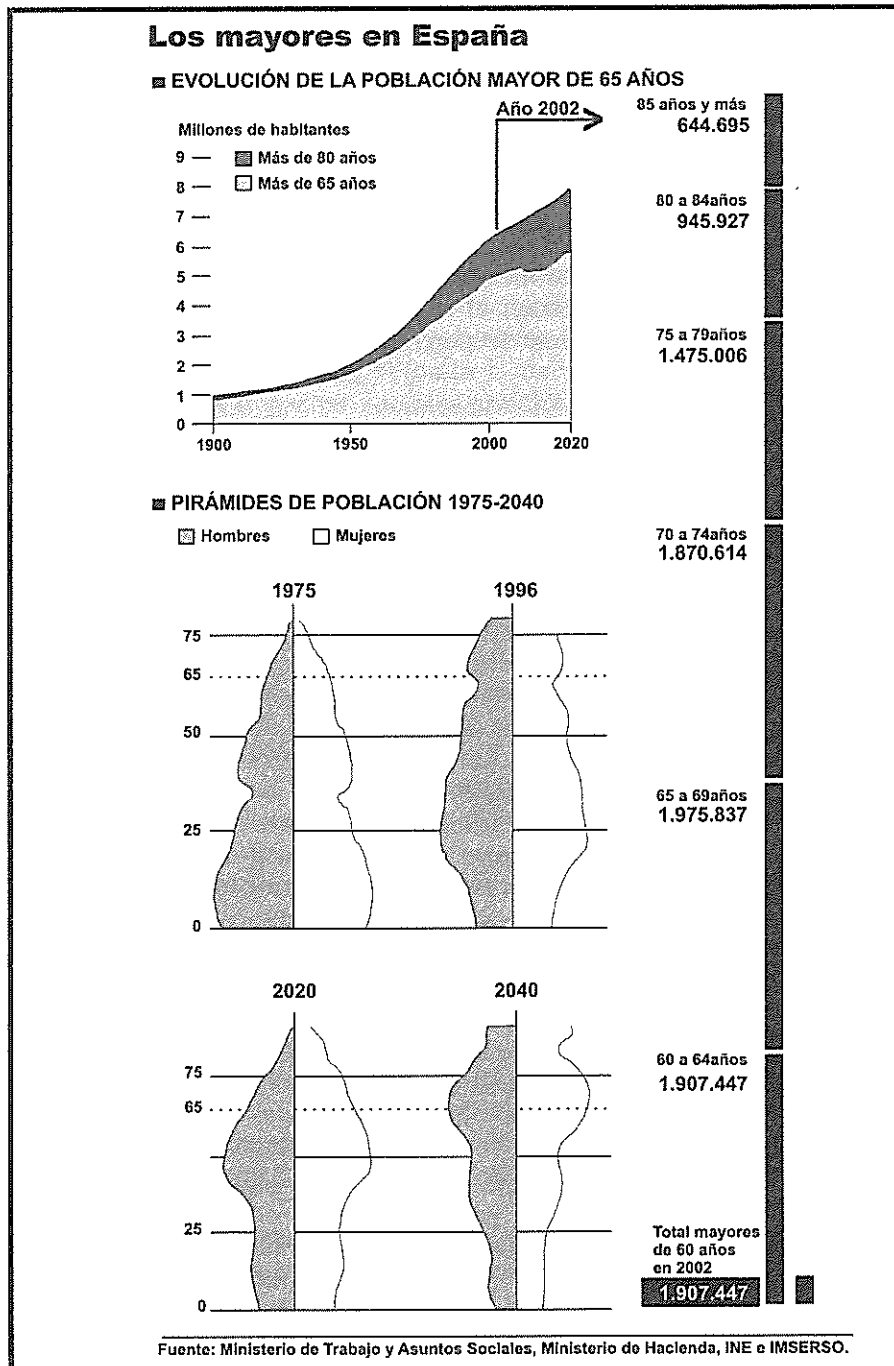 Los mayores en España
EVOLUCIÓN DE LA POBLACIÓN MAYOR DE 65 AÑOS
Millones de habitantes
Más de 80 años
Más de 65 años
9
8
7
6
5
4
3
2
1
0
1900 1950 2000 2020
Año 2002
85 años y más
644.695
80 a 84años
945.927
75 a 79años
1.475.006
70 a 74años
1.870.614
65 a 69años
1.975.837
60 a 64años
1.907.447
Total mayores
de 60 años
en 2002
1.907.447
PIRÁMIDES DE POBLACIÓN 1975-2040
Hombres Mujeres
1975 1996
75
65
50
25
0
2020 2040
75
65
25
0
Fuente: Ministerio de Trabajo y Asuntos Sociales, Ministerio de Hacienda, INE e IMSERSO.